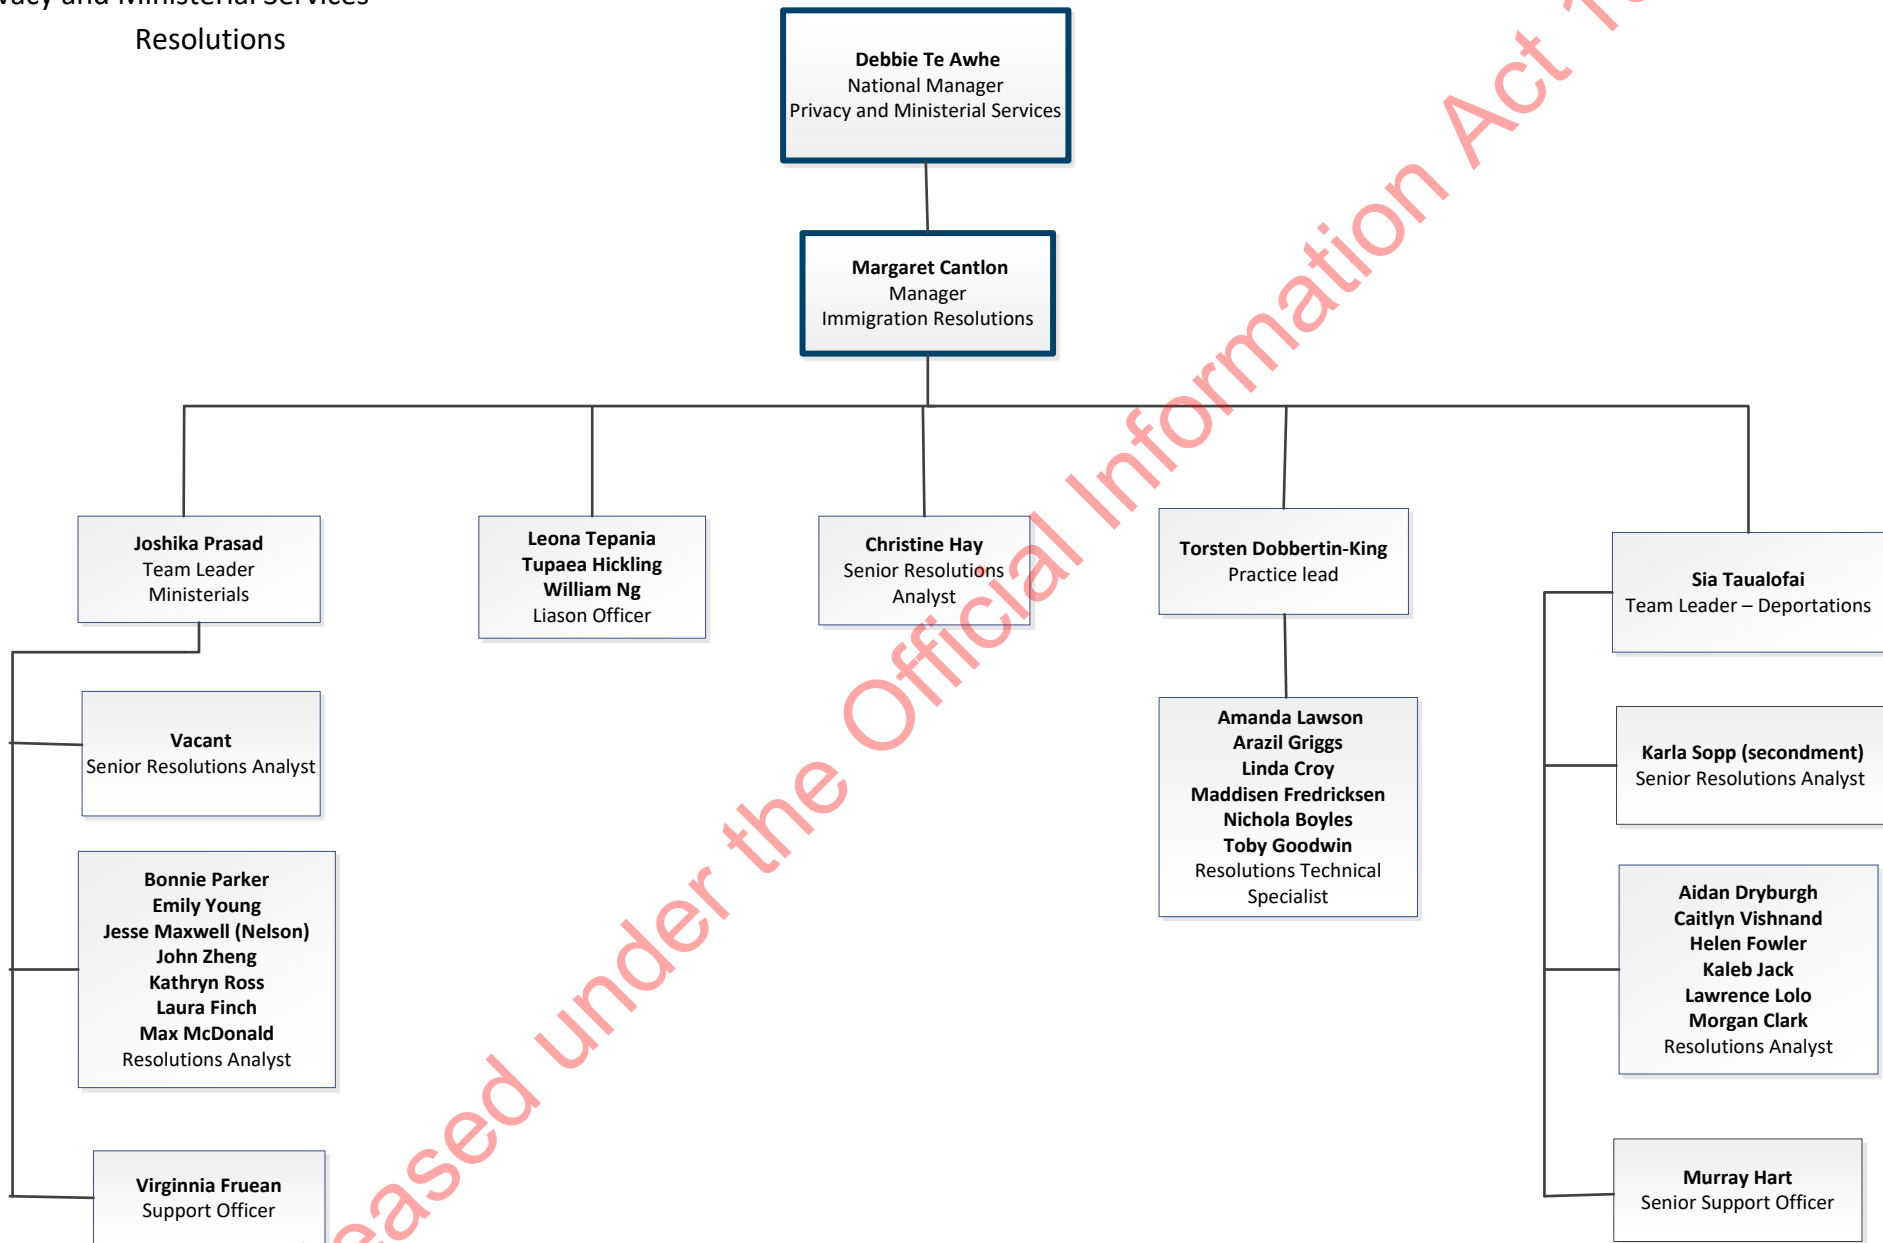 and Ministerial Services
Resolutions
Debbie Te Awhe
National Manager
Privacy and Ministerial Services
Margaret Cantlon
Manager
Immigration Resolutions
Joshika Prasad
Team Leader
Ministerials
Leona Tepania
Tupaea Hickling
William Ng
Liason Officer
Christine Hay
Senior Resolutions
Analyst
Torsten Dobbertin-King
Practice lead
Sia Taualofai
Team Leader – Deportations
Vacant
Senior Resolutions Analyst
Bonnie Parker
Emily Young
Jesse Maxwell (Nelson)
John Zheng
Kathryn Ross
Laura Finch
Max McDonald
Resolutions Analyst
Virginnia Fruean
Support Officer
Amanda Lawson
Arazil Griggs
Linda Croy
Maddisen Fredricksen
Nichola Boyles
Toby Goodwin
Resolutions Technical
Specialist
Karla Sopp (secondment)
Senior Resolutions Analyst
Aidan Dryburgh
Caitlyn Vishnand
Helen Fowler
Kaleb Jack
Lawrence Lolo
Morgan Clark
Resolutions Analyst
Murray Hart
Senior Support Officer
under the Official Information Act